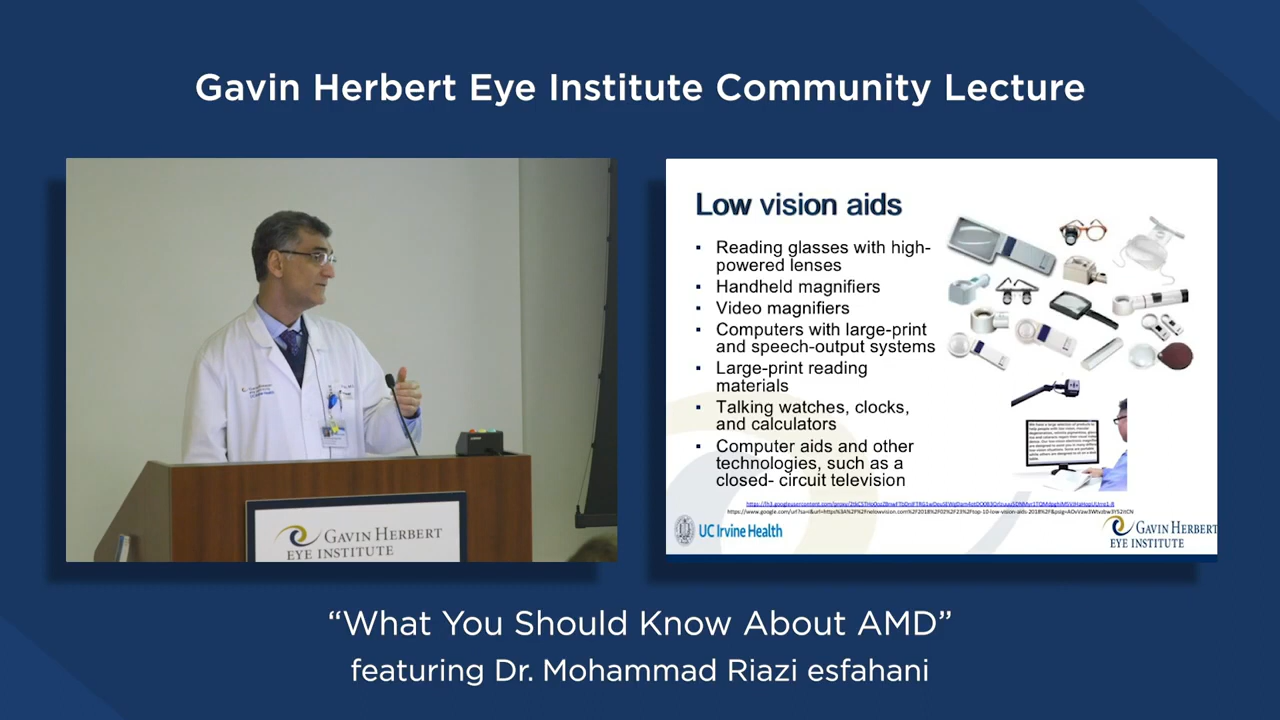 Gavin Herbert Eye Institute Community Lecture
GAVIN HERBERT
EYE INSTITUTE
Low vision aids
▪ Reading glasses with high-
powered lenses
▪ Handheld magnifiers
▪ Video magnifiers
▪ Computers with large-print
and speech-output systems
▪ Large-print reading
materials
▪ Talking watches, clocks,
and calculators
▪ Computer aids and other
technologies, such as a
closed- circuit television
UC Irvine Health
GAVIN HERBERT
EYE INSTITUTE
“What You Should Know About AMD”
featuring Dr. Mohammad Riazi esfahani